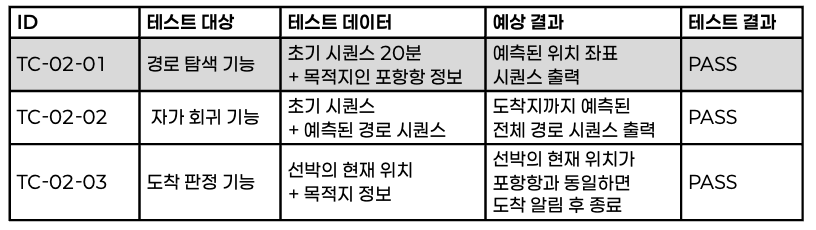 ID 테스트 대상 테스트 데이터 예상 결과 테스트 결과
TC-02-01 경로 탐색 기능 초기 시퀀스 20분 + 목적지인 포항항 정보 예측된 위치 좌표 시퀀스 출력 PASS
TC-02-02 자가 회귀 기능 초기 시퀀스 + 예측된 경로 시퀀스 도착지까지 예측된 전체 경로 시퀀스 출력 PASS
TC-02-03 도착 판정 기능 선박의 현재 위치 + 목적지 정보 선박의 현재 위치가 포항항과 동일하면 도착 알림 후 종료 PASS